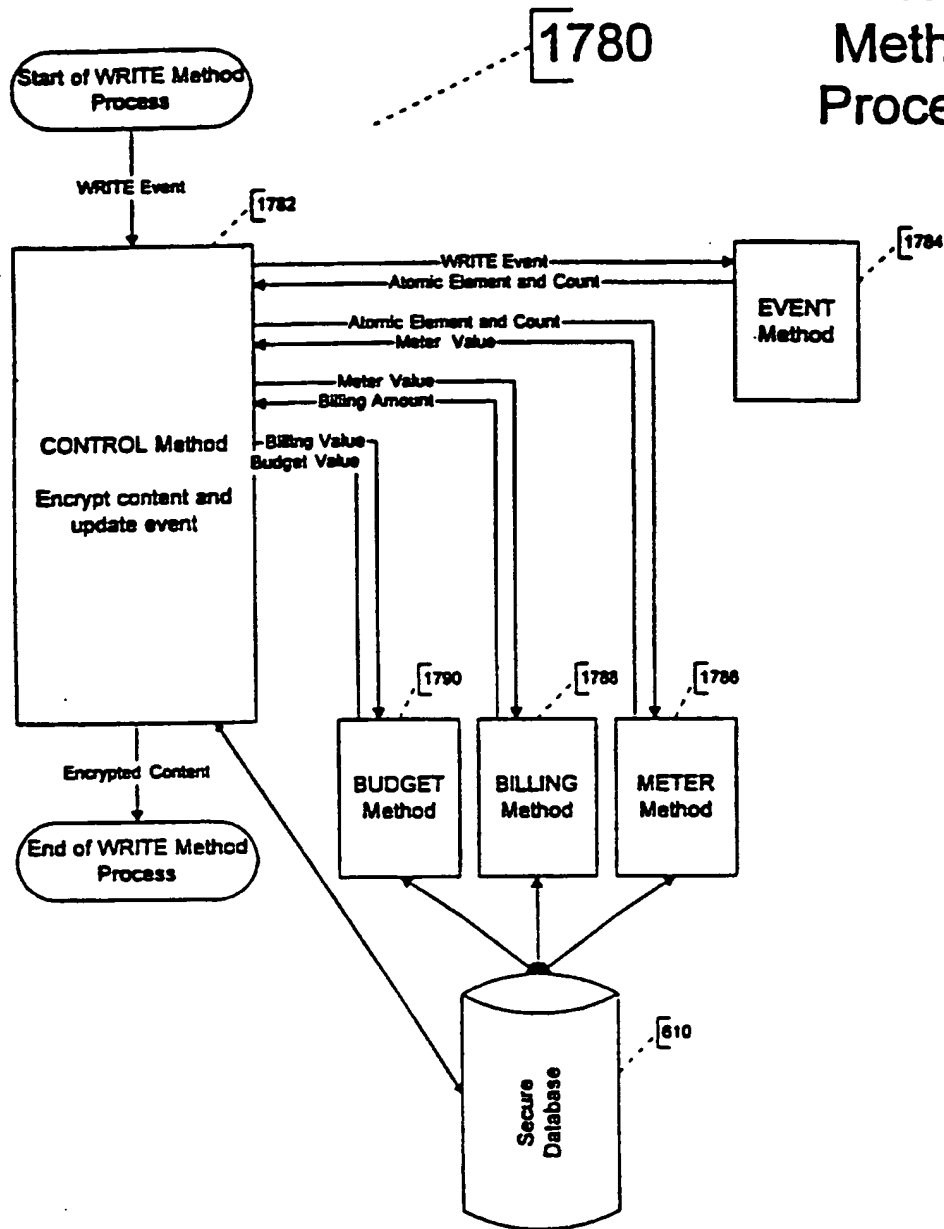 1780
Start of WRITE Method
Process
WRITE Event
1782
WRITE Event
Atomic Element and Count
1784
EVENT
Method
Atomic Element and Count
Meter Value
Meter Value
Billing Amount
CONTROL Method
Encrypt content and
update event
Billing Value
Budget Value
1790
1788
1786
Encrypted Content
BUDGET
Method
BILLING
Method
METER
Method
End of WRITE Method
Process
610
Secure
Database